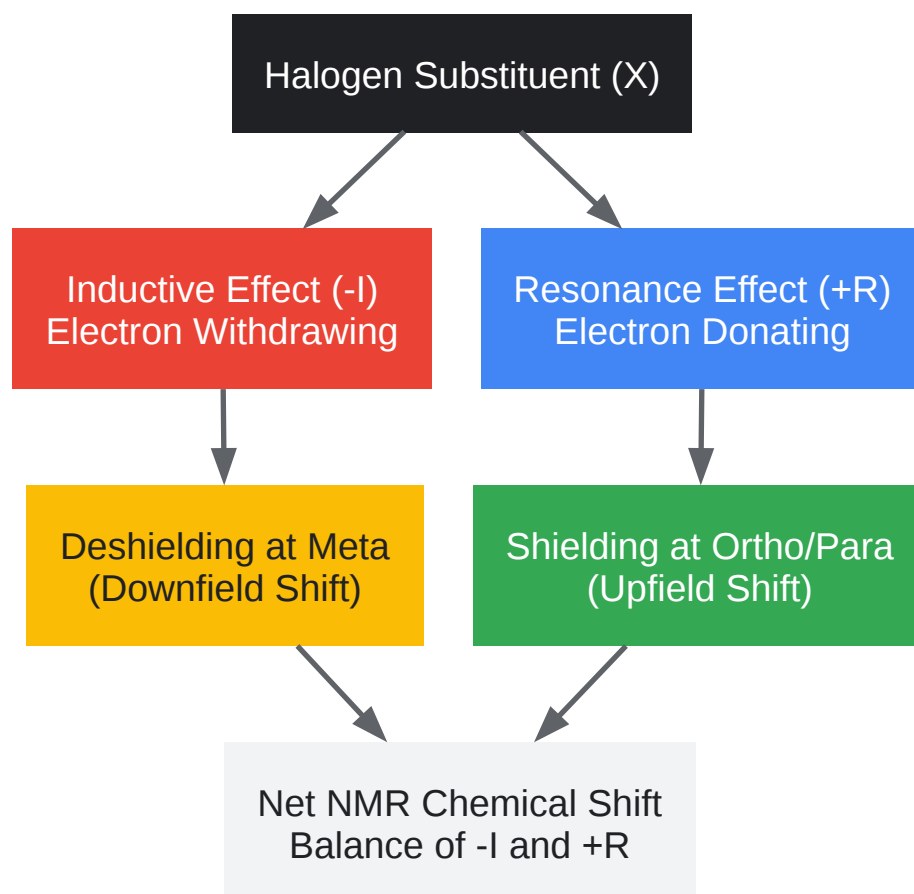 Halogen Substituent (X)
Inductive Effect (-I)
Electron Withdrawing
Resonance Effect (+R)
Electron Donating
Deshielding at Meta
(Downfield Shift)
Shielding at Ortho/Para
(Upfield Shift)
Net NMR Chemical Shift
Balance of -I and +R